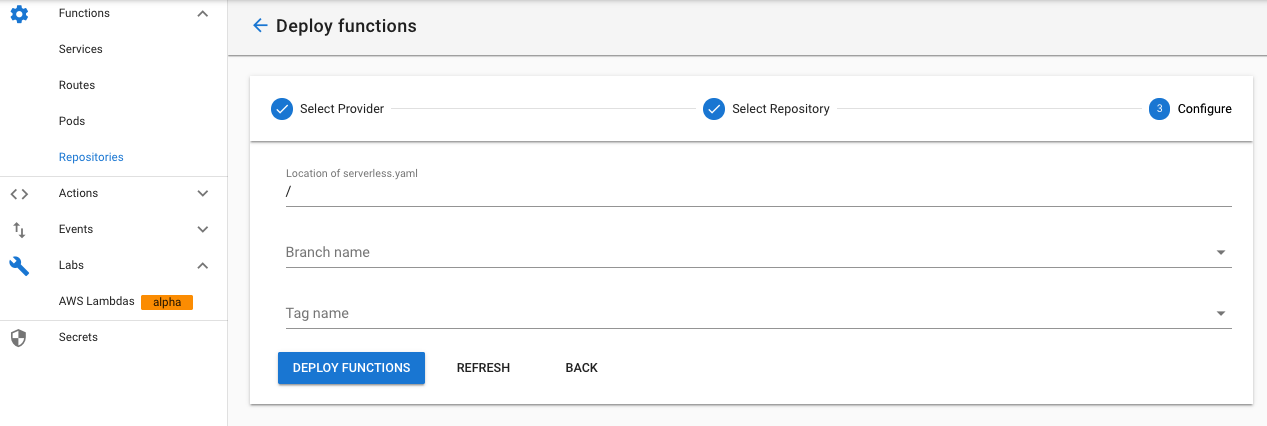 Functions
Services
Routes
Pods
Repositories
Actions
Events
Labs
AWS Lambdas alpha
Secrets
Deploy functions
Select Provider
Select Repository
3 Configure
Location of serverless.yaml
/
Branch name
Tag name
DEPLOY FUNCTIONS REFRESH BACK